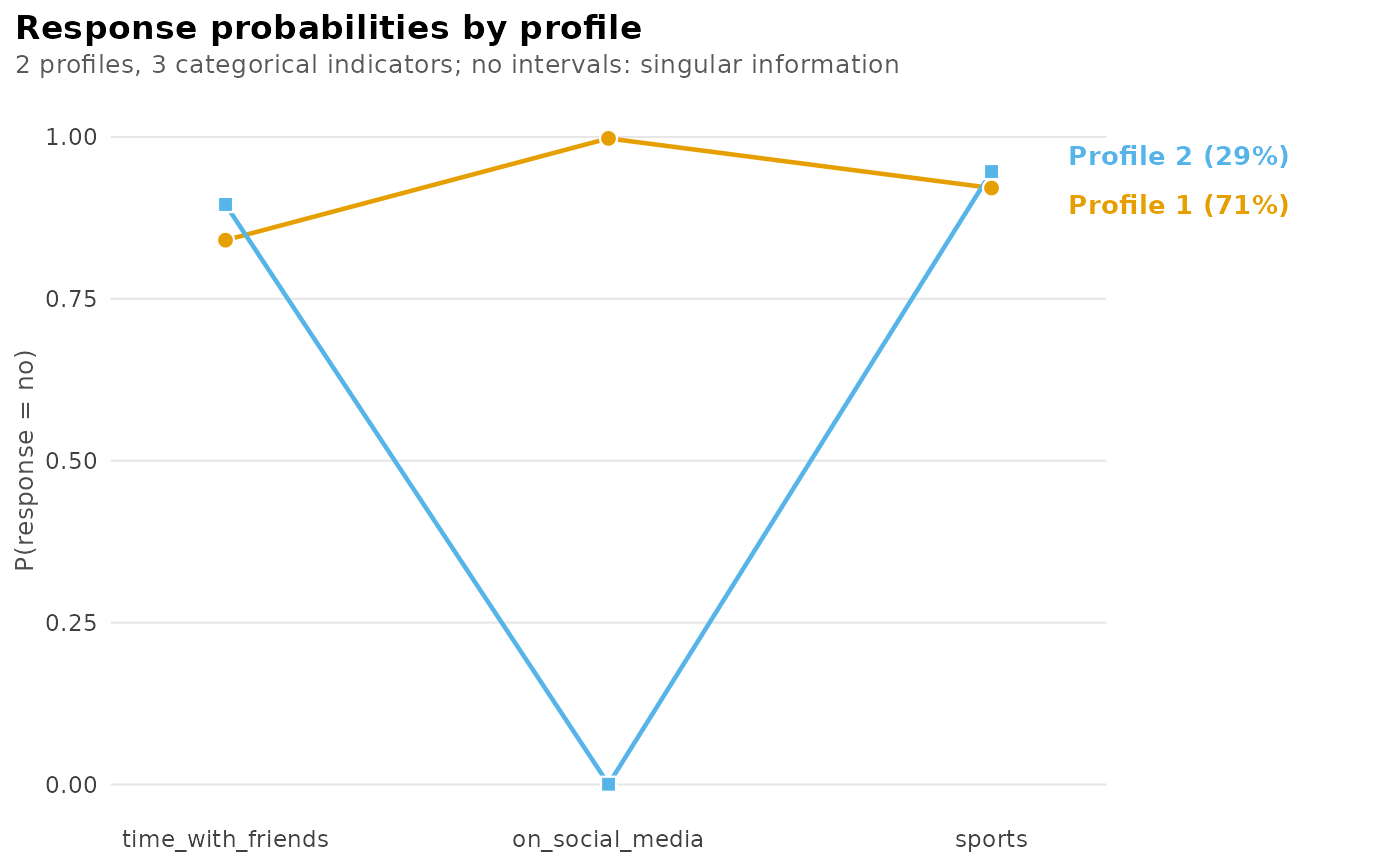 Response probabilities by profile
2 profiles, 3 categorical indicators; no intervals: singular information
P(response = no)
1.00
0.75
0.50
0.25
0.00
Profile 2 (29%)
Profile 1 (71%)
time_with_friends
on_social_media
sports